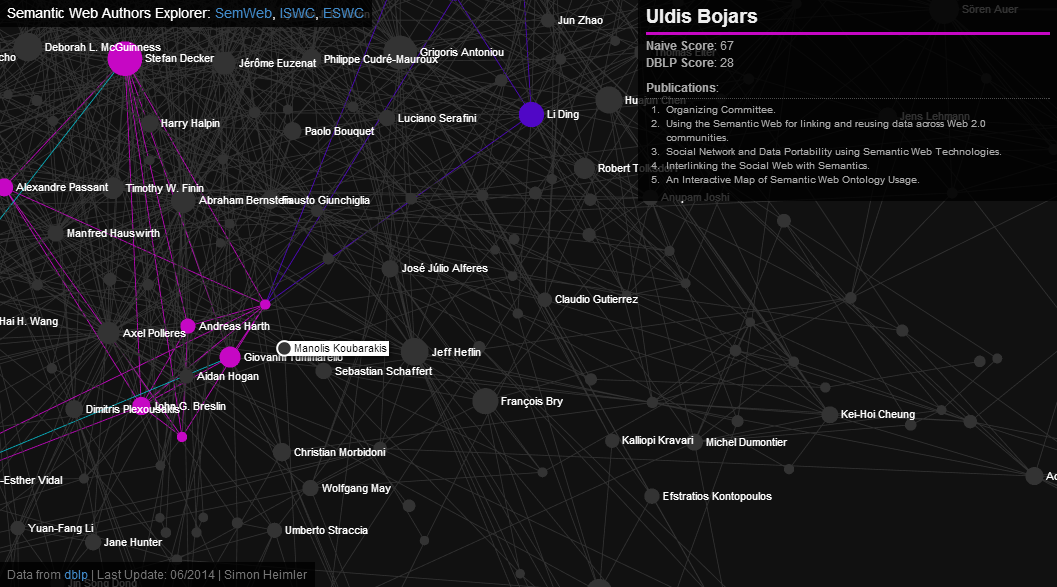 Semantic Web Authors Explorer: SemWeb, ISWC, ESWC
Uldis Bojars
Naive Score: 67
DBLP Score: 28
Publications:
1. Organizing Committee.
2. Using the Semantic Web for linking and reusing data across Web 2.0
communities.
3. Social Network and Data Portability using Semantic Web Technologies.
4. Interlinking the Social Web with Semantics.
5. An Interactive Map of Semantic Web Ontology Usage.
Sören Auer
Jens Lehmann
Anupam Joshi
Jun Zhao
Deborah L. McGuinness
cho
Stefan Decker
Jérôme Euzenat
Philippe Cudré-Mauroux
Grigoris Antoniou
Huajun Chen
Li Ding
Luciano Serafini
Harry Halpin
Paolo Bouquet
Robert
Alexandre Passant
Timothy W. Finin
Abraham Bernstein
Fausto Giunchiglia
Manfred Hauswirth
José Júlio Alferes
Claudio Gutierrez
Hai H. Wang
Axel Polleres
Andreas Harth
Manolis Koubarakis
Giovanni Tummarello
Jeff Heflin
Sebastian Schaffert
Aidan Hogan
François Bry
Dimitris Plexousakis
John G. Breslin
Kei-Hoi Cheung
Kalliopi Kravari
Michel Dumontier
Christian Morbidoni
-Esther Vidal
Wolfgang May
Efstratios Kontopoulos
Yuan-Fang Li
Umberto Straccia
Jane Hunter
Data from dblp | Last Update: 06/2014 | Simon Heimler
Jin Song Dong